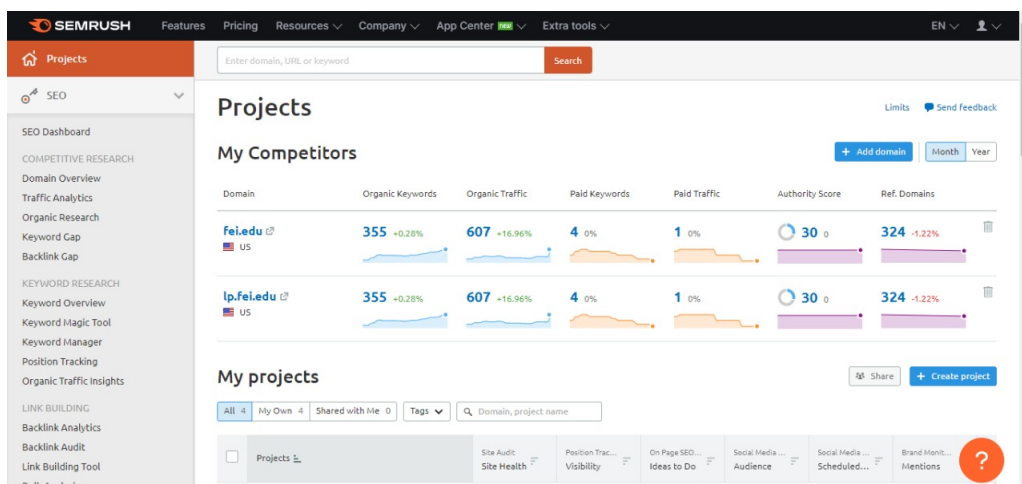 SEMRUSH Features Pricing Resources Company App Center new Extra tools EN
Projects
Enter domain, URL or keyword Search
SEO
SEO Dashboard
COMPETITIVE RESEARCH
Domain Overview
Traffic Analytics
Organic Research
Keyword Gap
Backlink Gap
KEYWORD RESEARCH
Keyword Overview
Keyword Magic Tool
Keyword Manager
Position Tracking
Organic Traffic Insights
LINK BUILDING
Backlink Analytics
Backlink Audit
Link Building Tool
Projects Limits Send feedback
My Competitors + Add domain Month Year
Domain Organic Keywords Organic Traffic Paid Keywords Paid Traffic Authority Score Ref. Domains
fei.edu 355 +0.28% 607 +16.96% 4 0% 1 0% 30 0 324 -1.22%
US
lp.fei.edu 355 +0.28% 607 +16.96% 4 0% 1 0% 30 0 324 -1.22%
US
My projects Share + Create project
All 4 My Own 4 Shared with Me 0 Tags Domain, project name
Site Audit Position Trac... On Page SEO... Social Media ... Social Media ... Brand Monit...
Projects Site Health Visibility Ideas to Do Audience Scheduled... Mentions
?